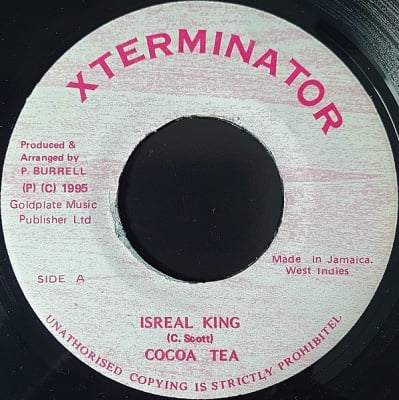 XTERMINATOR
Produced &
Arranged by
P. BURRELL
(P) (C) 1995
Goldplate Music
Publisher Ltd
SIDE A
Made in Jamaica.
West Indies
ISREAL KING
(C. Scott)
COCOA TEA
UNATHORISED COPYING IS STRICTLY PROHIBITEL